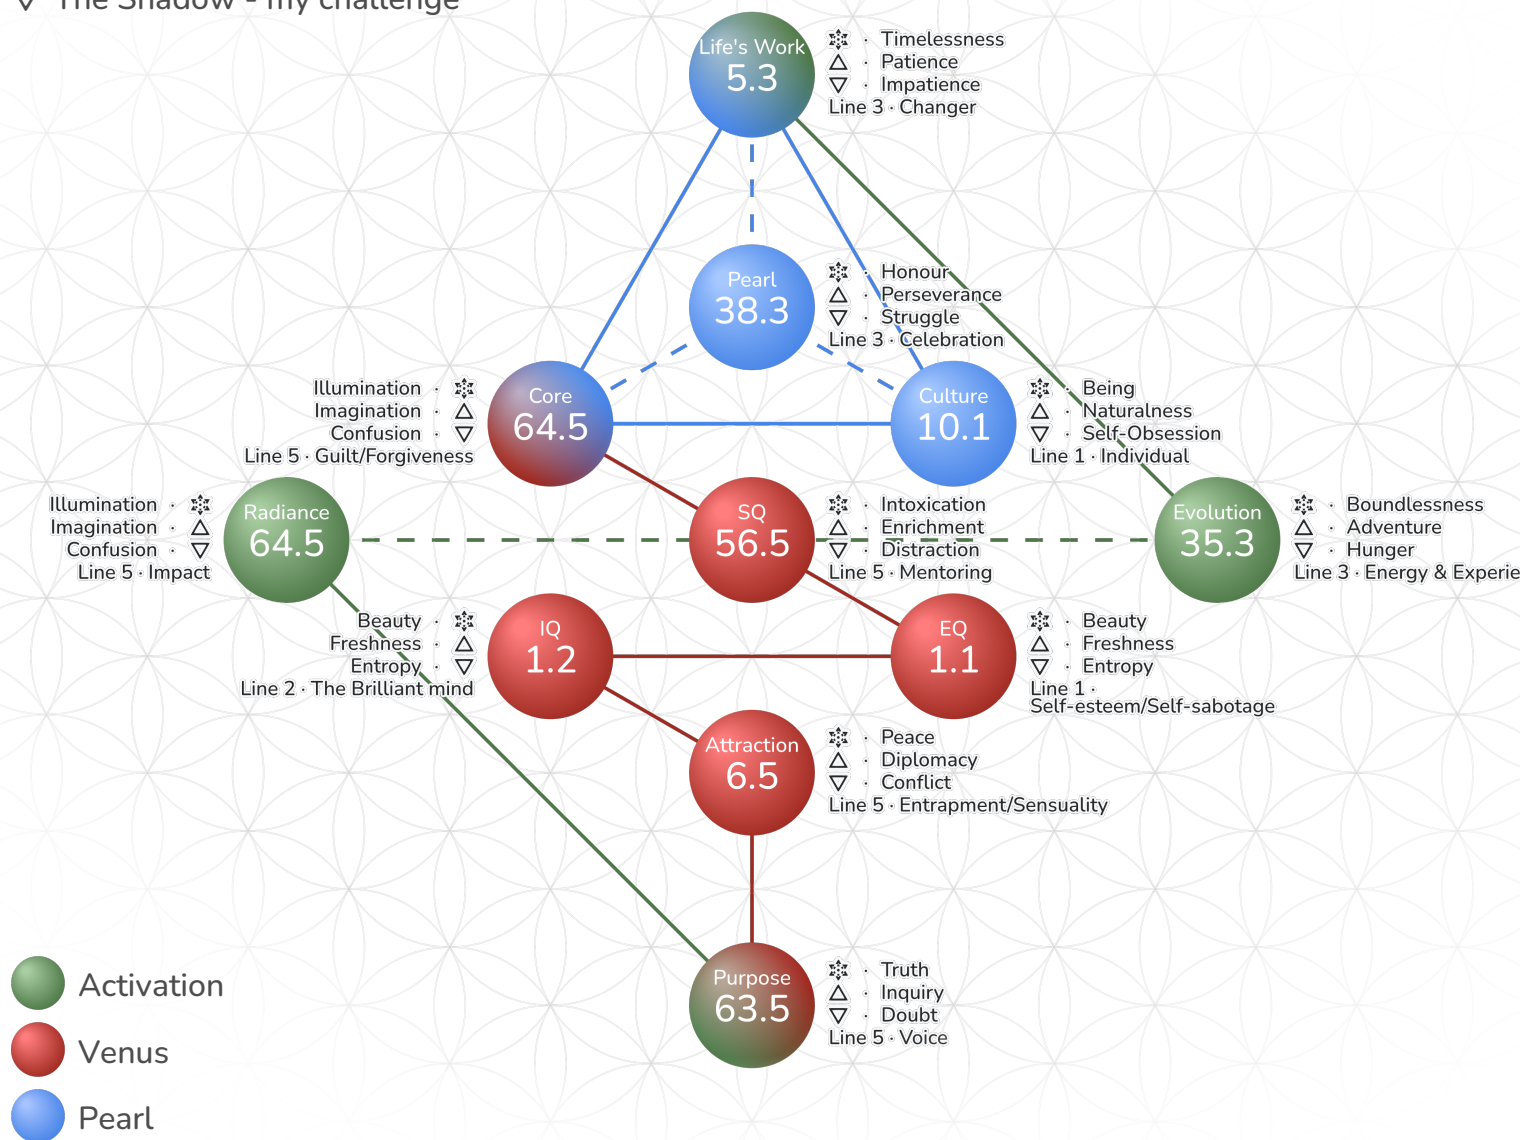 ▽ The Shadow - my challenge
Life's Work
5.3
· Timelessness
△ · Patience
▽ · Impatience
Line 3 · Changer
Pearl
38.3
· Honour
△ · Perseverance
▽ · Struggle
Line 3 · Celebration
Illumination ·
Imagination · △
Confusion · ▽
Line 5 · Guilt/Forgiveness
Core
64.5
Culture
10.1
· Being
△ · Naturalness
▽ · Self-Obsession
Line 1 · Individual
Illumination ·
Imagination · △
Confusion · ▽
Line 5 · Impact
Radiance
64.5
SQ
56.5
· Intoxication
△ · Enrichment
▽ · Distraction
Line 5 · Mentoring
Evolution
35.3
· Boundlessness
△ · Adventure
▽ · Hunger
Line 3 · Energy & Experie
Beauty ·
Freshness · △
Entropy · ▽
Line 2 · The Brilliant mind
IQ
1.2
EQ
1.1
· Beauty
△ · Freshness
▽ · Entropy
Line 1 ·
Self-esteem/Self-sabotage
Attraction
6.5
· Peace
△ · Diplomacy
▽ · Conflict
Line 5 · Entrapment/Sensuality
Purpose
63.5
· Truth
△ · Inquiry
▽ · Doubt
Line 5 · Voice
Activation
Venus
Pearl